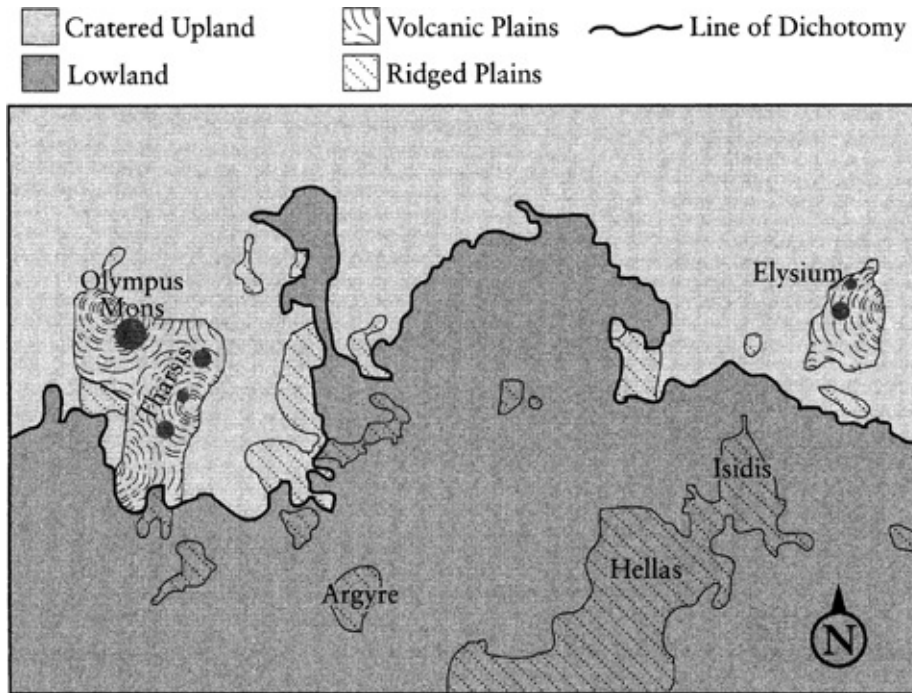 Cratered Upland
Volcanic Plains
Line of Dichotomy
Lowland
Ridged Plains
Olympus
Mons
Elysium
Tharsis
Isidis
Hellas
Argyre
N